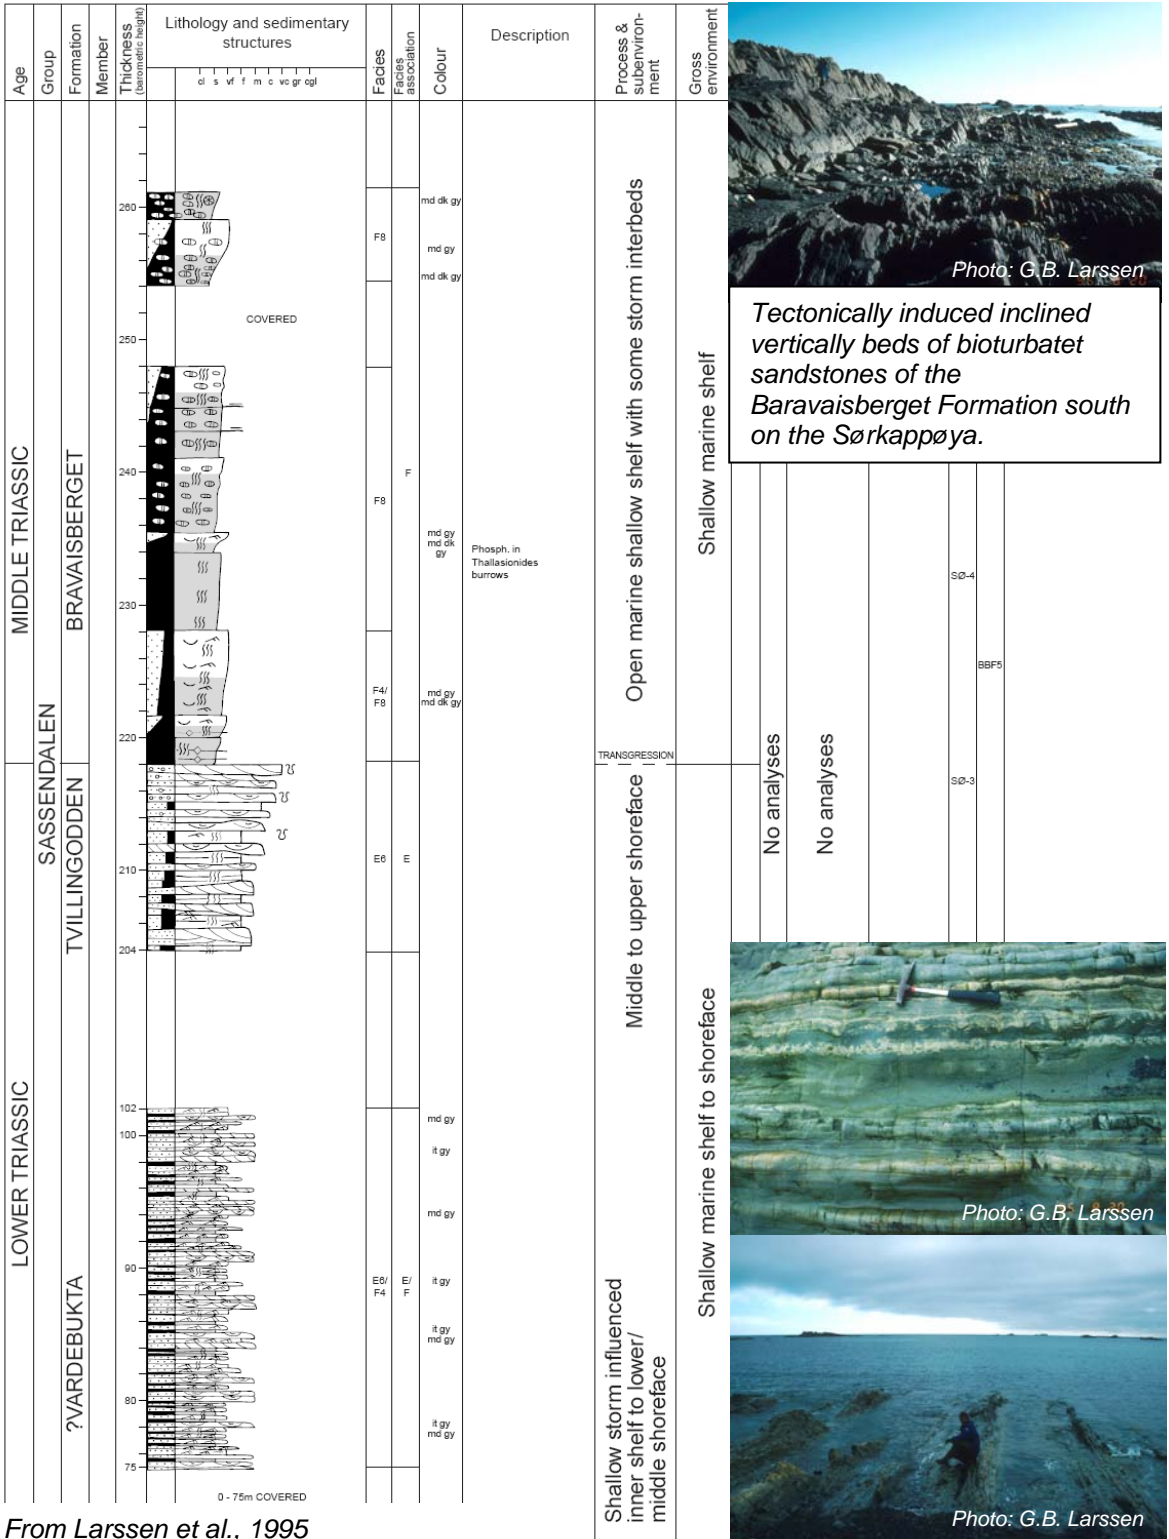 Age
Group
Formation
Member
Thickness
(barometric height)
Lithology and sedimentary
structures
cl s vf f m c vc gr cgl
Facies
Facies
association
Colour
Description
Process &
subenviron-
ment
Gross
environment
MIDDLE TRIASSIC
LOWER TRIASSIC
SASSENDALEN
BRAVAISBERGET
TVILLINGODDEN
?VARDEBUKTA
260
250
240
230
220
210
204
102
100
90
80
75
COVERED
0 - 75m COVERED
F8
F8
F4/
F8
E6
E6/
F4
F
E
E/
F
md dk gy
md gy
md dk gy
md gy
md dk
gy
md gy
md dk gy
md gy
it gy
md gy
it gy
it gy
md gy
it gy
md gy
Phosph. in
Thallasionides
burrows
Open marine shallow shelf with some storm interbeds
TRANSGRESSION
Middle to upper shoreface
Shallow storm influenced
inner shelf to lower/
middle shoreface
Shallow marine shelf
Shallow marine shelf to shoreface
No analyses
No analyses
SØ-4
BBF5
SØ-3
Photo: G.B. Larssen
Tectonically induced inclined
vertically beds of bioturbatet
sandstones of the
Baravaisberget Formation south
on the Sørkappøya.
Photo: G.B. Larssen
Photo: G.B. Larssen
From Larssen et al., 1995